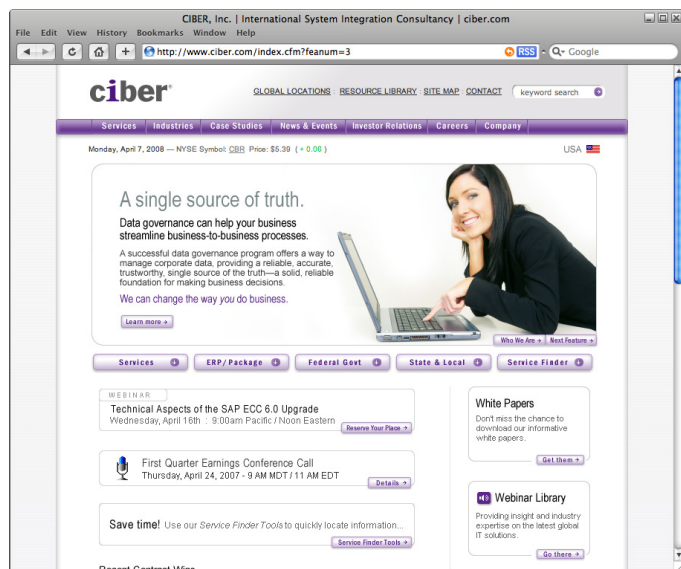 CIBER, Inc. | International System Integration Consultancy | ciber.com
File Edit View History Bookmarks Window Help
http://www.ciber.com/index.cfm?feanum=3 RSS Google
ciber
GLOBAL LOCATIONS : RESOURCE LIBRARY : SITE MAP : CONTACT keyword search
Services Industries Case Studies News & Events Investor Relations Careers Company
Monday, April 7, 2008 — NYSE Symbol: CBR Price: $5.39 ( + 0.06 ) USA
A single source of truth.
Data governance can help your business
streamline business-to-business processes.
A successful data governance program offers a way to
manage corporate data, providing a reliable, accurate,
trustworthy, single source of the truth—a solid, reliable
foundation for making business decisions.
We can change the way you do business.
Learn more
Who We Are Next Feature
Services ERP/Package Federal Govt State & Local Service Finder
WEBINAR
Technical Aspects of the SAP ECC 6.0 Upgrade
Wednesday, April 16th : 9:00am Pacific / Noon Eastern
Reserve Your Place
First Quarter Earnings Conference Call
Thursday, April 24, 2007 - 9 AM MDT / 11 AM EDT
Details
Save time! Use our Service Finder Tools to quickly locate information...
Service Finder Tools
Recent Contract Wins
White Papers
Don't miss the chance to
download our informative
white papers.
Get them
Webinar Library
Providing insight and industry
expertise on the latest global
IT solutions.
Go there